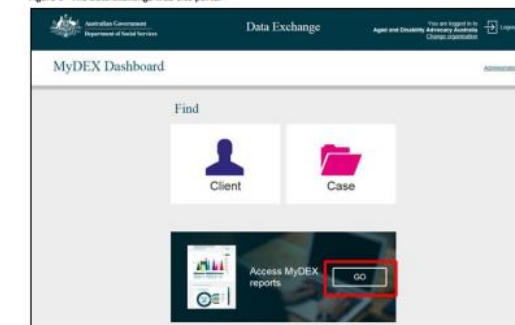 Australian Government
Department of Social Services
Data Exchange
You are logged in to
Aged and Disability Advocacy Australia
Change organisation
MyDEX Dashboard
Find
Client
Case
Access MyDEX
reports
GO